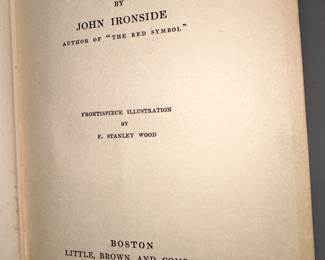 BY
JOHN IRONSIDE
AUTHOR OF "THE RED SYMBOL"
FRONTISPIECE ILLUSTRATION
BY
F. STANLEY WOOD
BOSTON
LITTLE, BROWN, AND